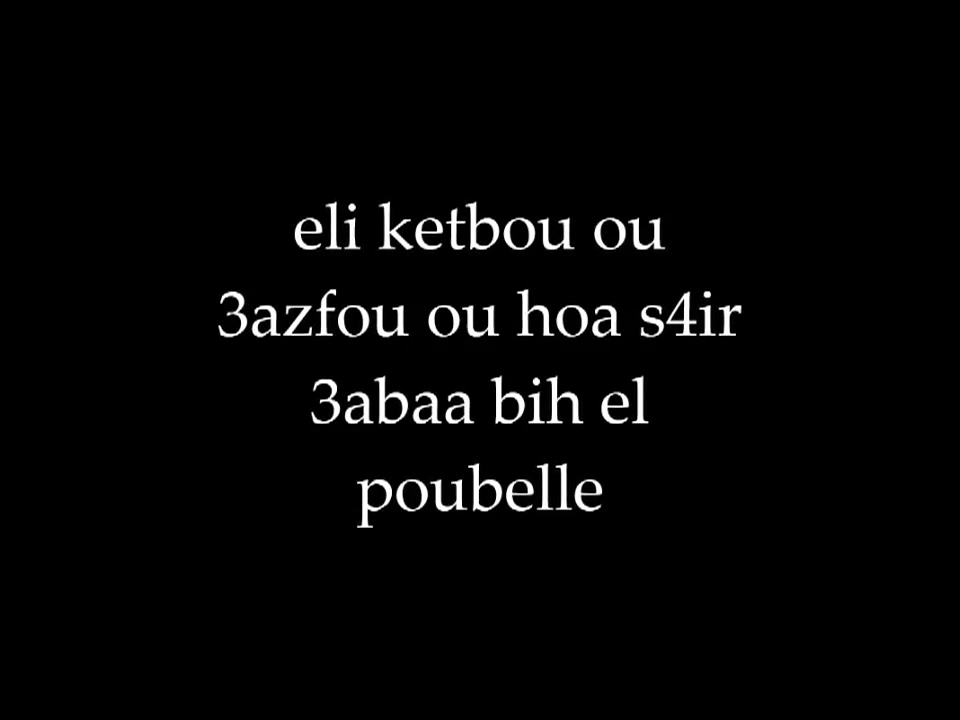 eli ketbou ou
3azfou ou hoa s4ir
3abaa bih el
poubelle